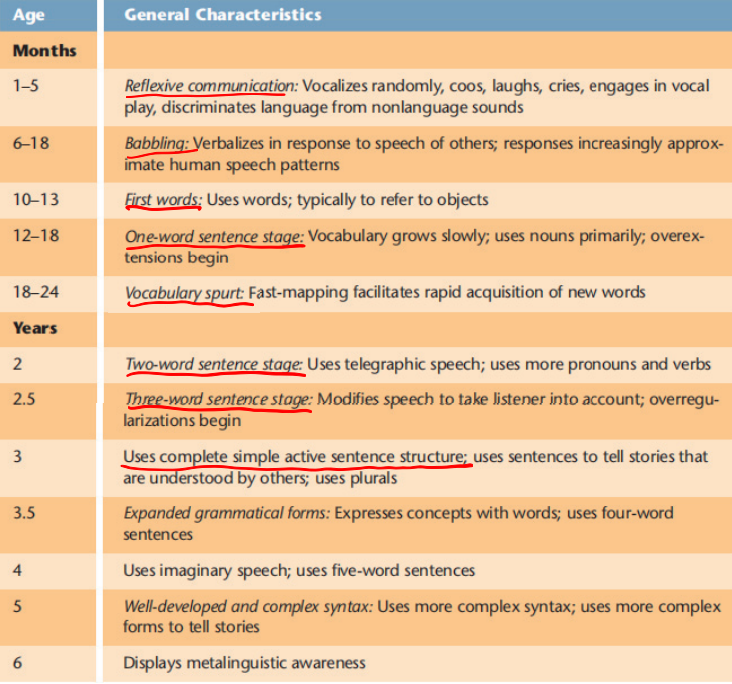 Age General Characteristics
Months
1–5 Reflexive communication: Vocalizes randomly, coos, laughs, cries, engages in vocal
play, discriminates language from nonlanguage sounds
6–18 Babbling: Verbalizes in response to speech of others; responses increasingly approx-
imate human speech patterns
10–13 First words: Uses words; typically to refer to objects
12–18 One-word sentence stage: Vocabulary grows slowly; uses nouns primarily; overex-
tensions begin
18–24 Vocabulary spurt: Fast-mapping facilitates rapid acquisition of new words
Years
2 Two-word sentence stage: Uses telegraphic speech; uses more pronouns and verbs
2.5 Three-word sentence stage: Modifies speech to take listener into account; overregu-
larizations begin
3 Uses complete simple active sentence structure; uses sentences to tell stories that
are understood by others; uses plurals
3.5 Expanded grammatical forms: Expresses concepts with words; uses four-word
sentences
4 Uses imaginary speech; uses five-word sentences
5 Well-developed and complex syntax: Uses more complex syntax; uses more complex
forms to tell stories
6 Displays metalinguistic awareness